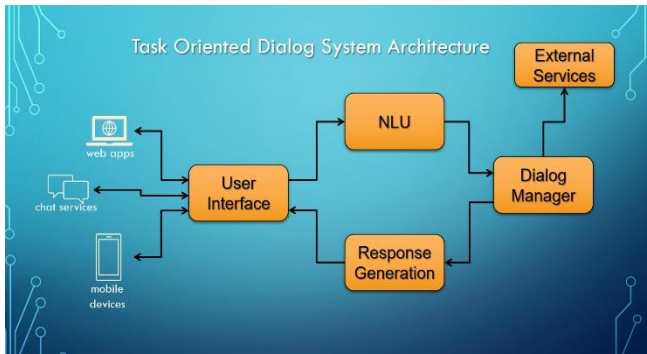 Task Oriented Dialog System Architecture
External
Services
NLU
web apps
User
Interface
Dialog
Manager
chat services
Response
Generation
mobile
devices